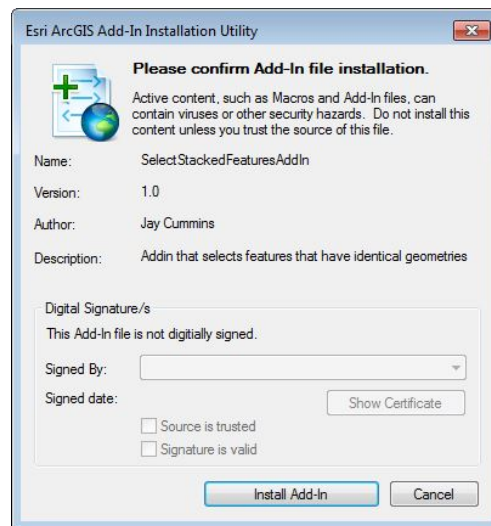 Esri ArcGIS Add-In Installation Utility
Please confirm Add-In file installation.
Active content, such as Macros and Add-In files, can
contain viruses or other security hazards. Do not install this
content unless you trust the source of this file.
Name: SelectStackedFeaturesAddIn
Version: 1.0
Author: Jay Cummins
Description: Addin that selects features that have identical geometries
Digital Signature/s
This Add-In file is not digitially signed.
Signed By:
Signed date:
Show Certificate
Source is trusted
Signature is valid
Install Add-In Cancel